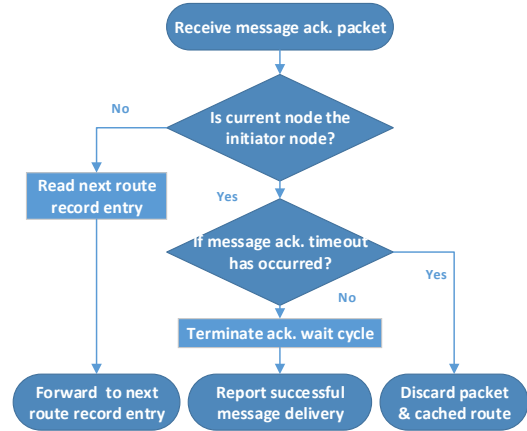 Receive message ack. packet
Is current node the
initiator node?
No
Read next route
record entry
Yes
If message ack. timeout
has occurred?
Yes
No
Terminate ack. wait cycle
Forward to next
route record entry
Report successful
message delivery
Discard packet
& cached route